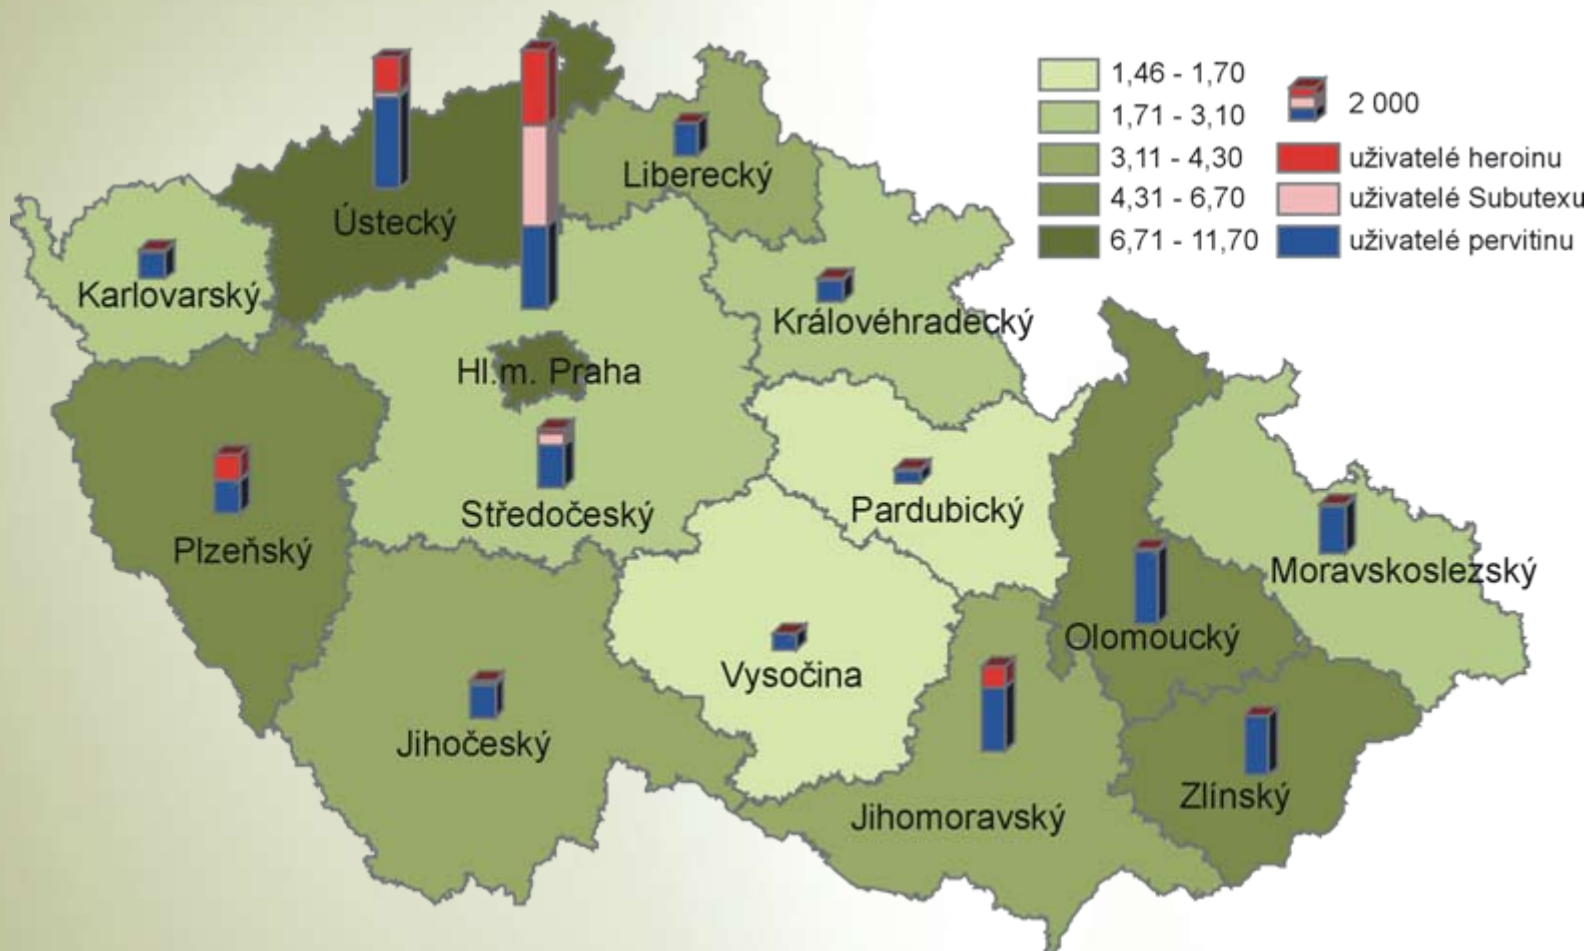 1,46 - 1,70
1,71 - 3,10
3,11 - 4,30
4,31 - 6,70
6,71 - 11,70
2 000
uživatelé heroinu
uživatelé Subutexu
uživatelé pervitinu
Liberecký
Ústecký
Karlovarský
Královéhradecký
Hl.m. Praha
Středočeský
Pardubický
Plzeňský
Moravskoslezský
Olomoucký
Vysočina
Jihočeský
Zlínský
Jihomoravský